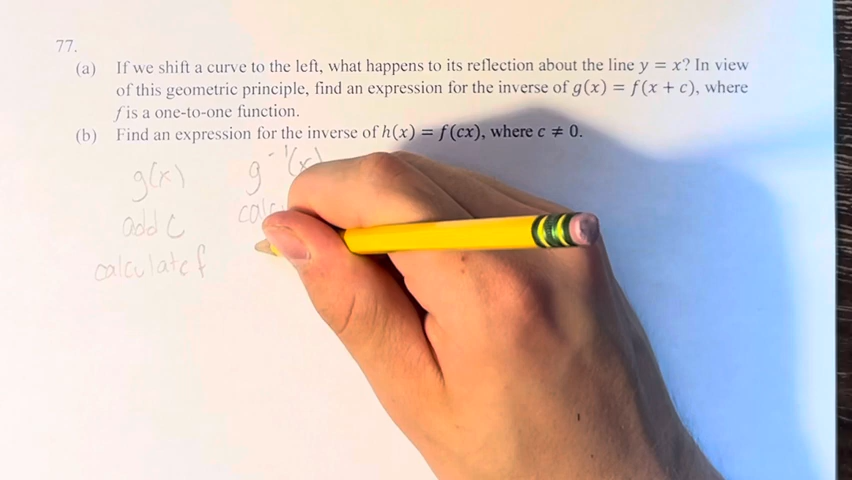 77.
(a) If we shift a curve to the left, what happens to its reflection about the line y = x? In view
of this geometric principle, find an expression for the inverse of g(x) = f(x + c), where
f is a one-to-one function.
(b) Find an expression for the inverse of h(x) = f(cx), where c ≠ 0.
g(x) g⁻¹(x)
add c
calculate f